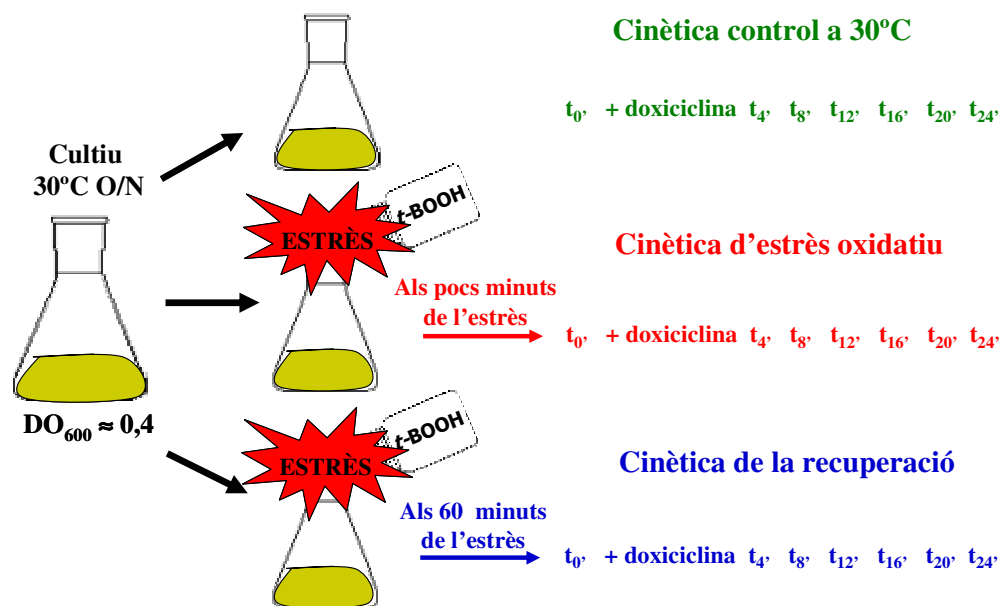 Cinètica control a 30ºC
t0, + doxiciclina t4, t8, t12, t16, t20, t24,
Cultiu
30ºC O/N
t-BOOH
ESTRÈS
Cinètica d’estrès oxidatiu
Als pocs minuts
de l’estrès
t0, + doxiciclina t4, t8, t12, t16, t20, t24,
DO600 ≈ 0,4
t-BOOH
ESTRÈS
Cinètica de la recuperació
Als 60 minuts
de l’estrès
t0, + doxiciclina t4, t8, t12, t16, t20, t24,